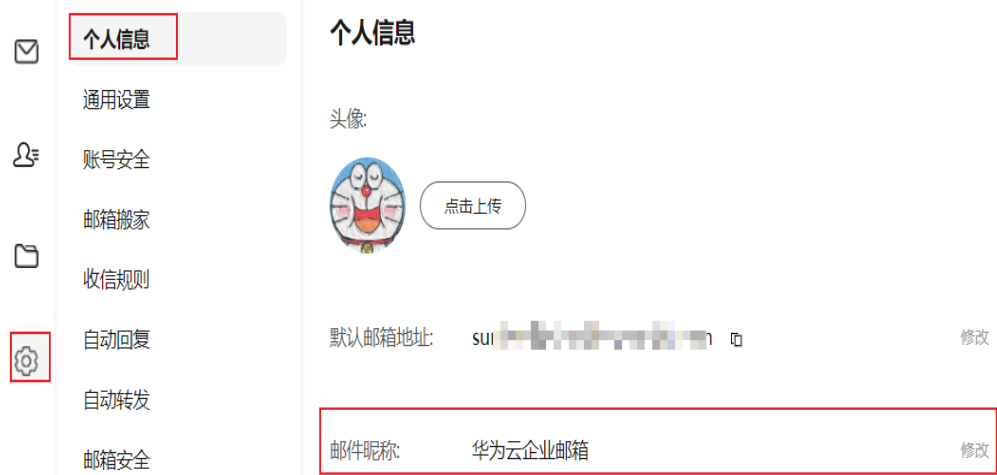 个人信息
通用设置
账号安全
邮箱搬家
收信规则
自动回复
自动转发
邮箱安全
个人信息
头像:
点击上传
默认邮箱地址:
修改
邮件昵称: 华为云企业邮箱 修改